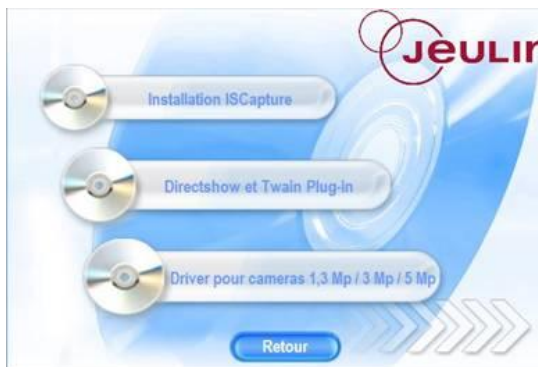 Jeulin
Installation ISCapture
Directshow et Twain Plug-in
Driver pour cameras 1,3 Mp / 3 Mp / 5 Mp
Retour